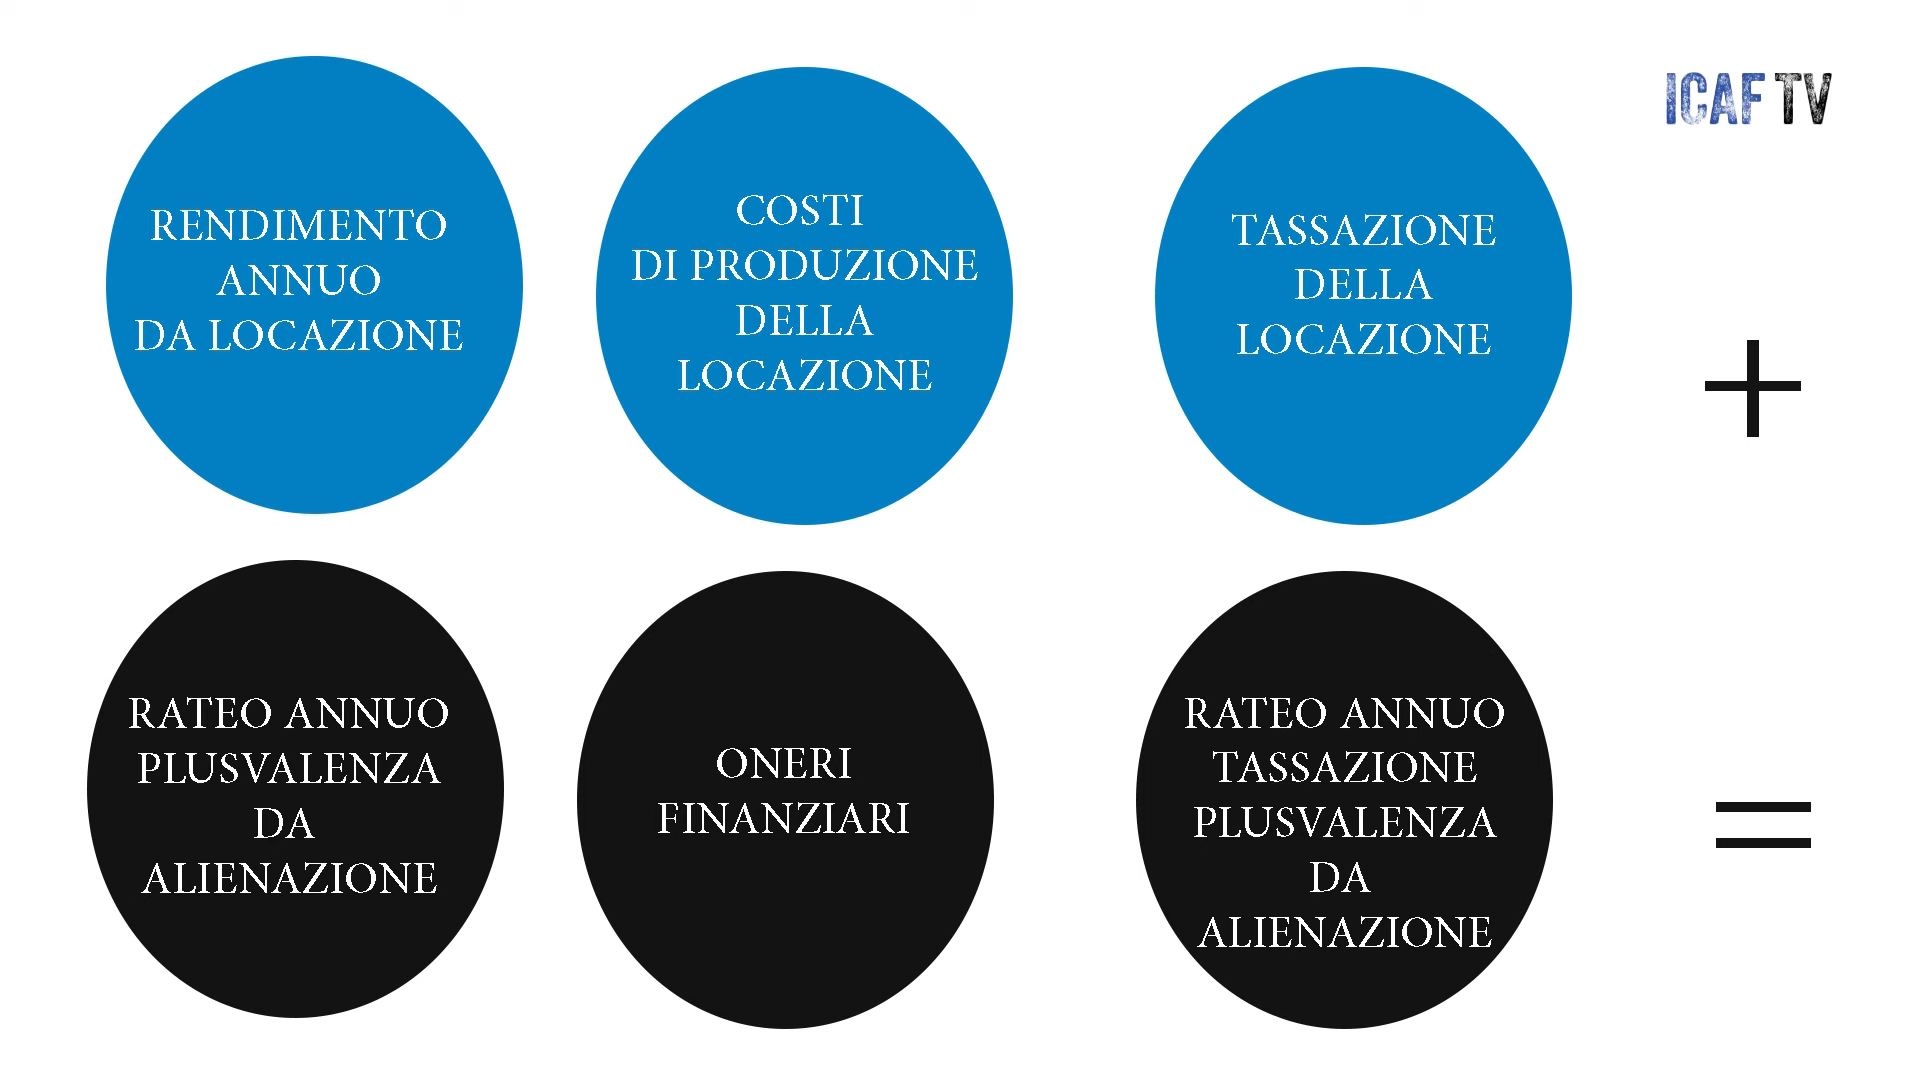 ICAF TV
RENDIMENTO
ANNUO
DA LOCAZIONE
COSTI
DI PRODUZIONE
DELLA
LOCAZIONE
TASSAZIONE
DELLA
LOCAZIONE
+
RATEO ANNUO
PLUSVALENZA
DA
ALIENAZIONE
ONERI
FINANZIARI
RATEO ANNUO
TASSAZIONE
PLUSVALENZA
DA
ALIENAZIONE
=